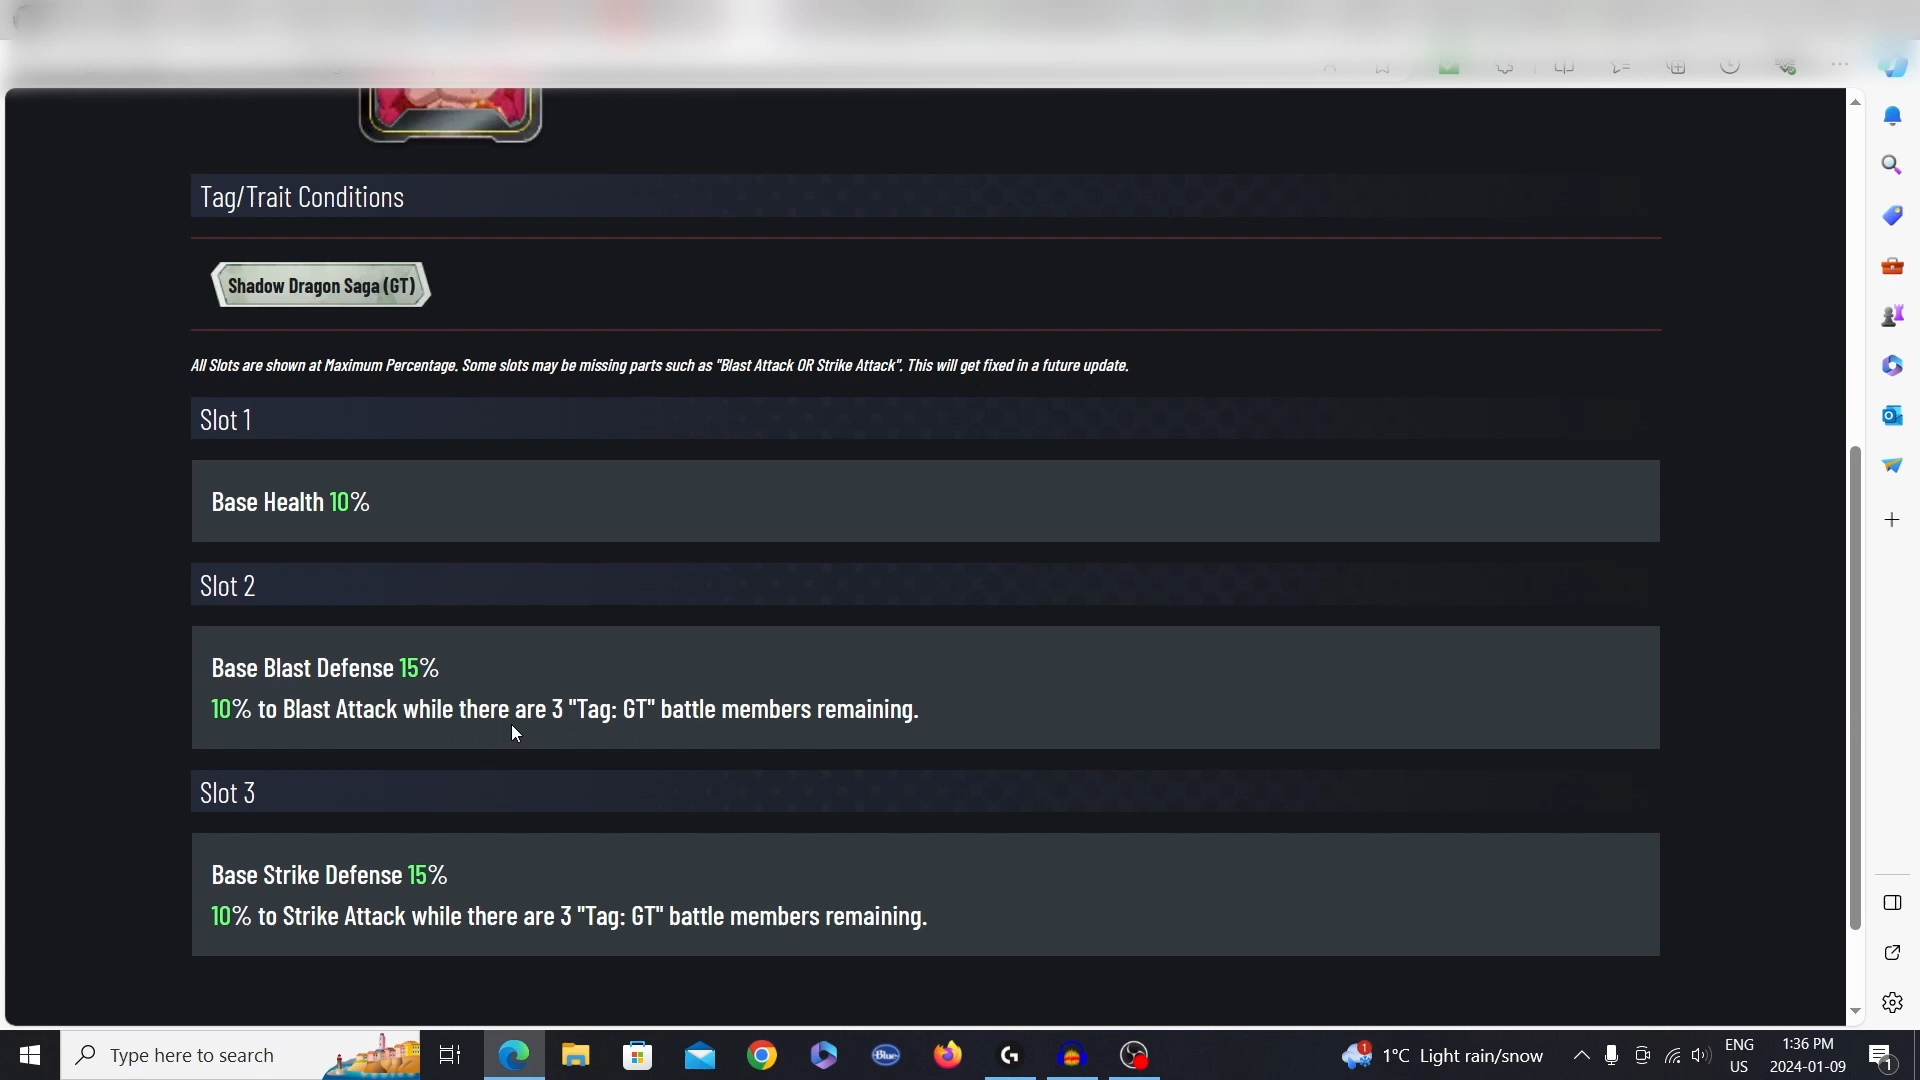 Tag/Trait Conditions
Shadow Dragon Saga (GT)
All Slots are shown at Maximum Percentage. Some slots may be missing parts such as "Blast Attack OR Strike Attack". This will get fixed in a future update.
Slot 1
Base Health 10%
Slot 2
Base Blast Defense 15%
10% to Blast Attack while there are 3 "Tag: GT" battle members remaining.
Slot 3
Base Strike Defense 15%
10% to Strike Attack while there are 3 "Tag: GT" battle members remaining.
Type here to search
Blue
1
1°C Light rain/snow
ENG
US
1:36 PM
2024-01-09
1